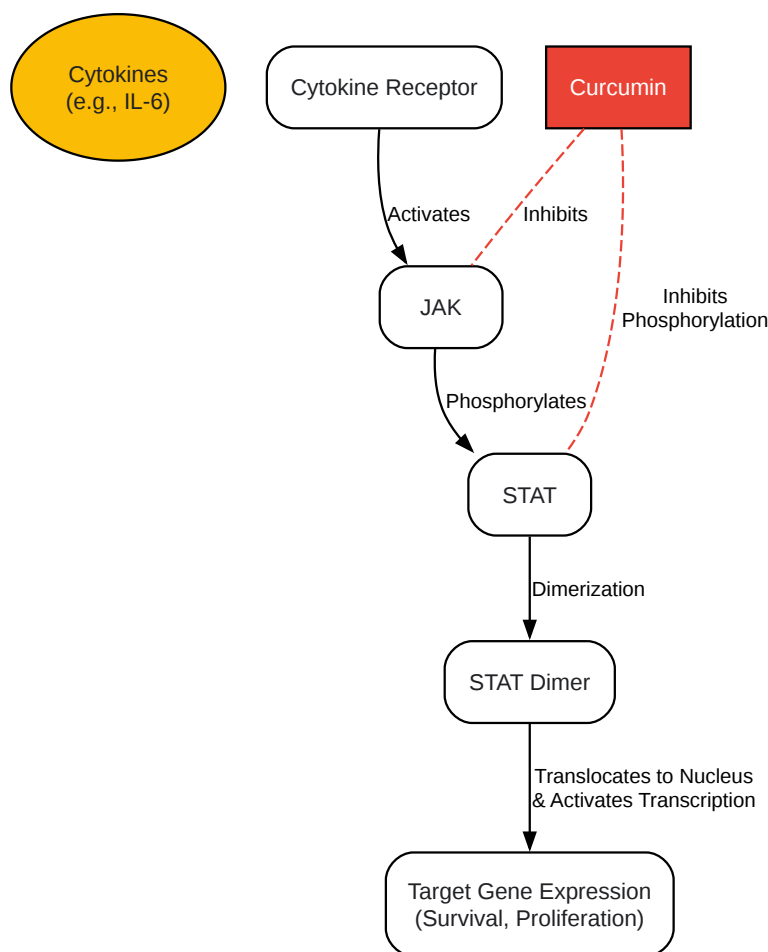 Cytokines
(e.g., IL-6)
Cytokine Receptor
Curcumin
Activates
Inhibits
JAK
Inhibits
Phosphorylation
Phosphorylates
STAT
Dimerization
STAT Dimer
Translocates to Nucleus
& Activates Transcription
Target Gene Expression
(Survival, Proliferation)